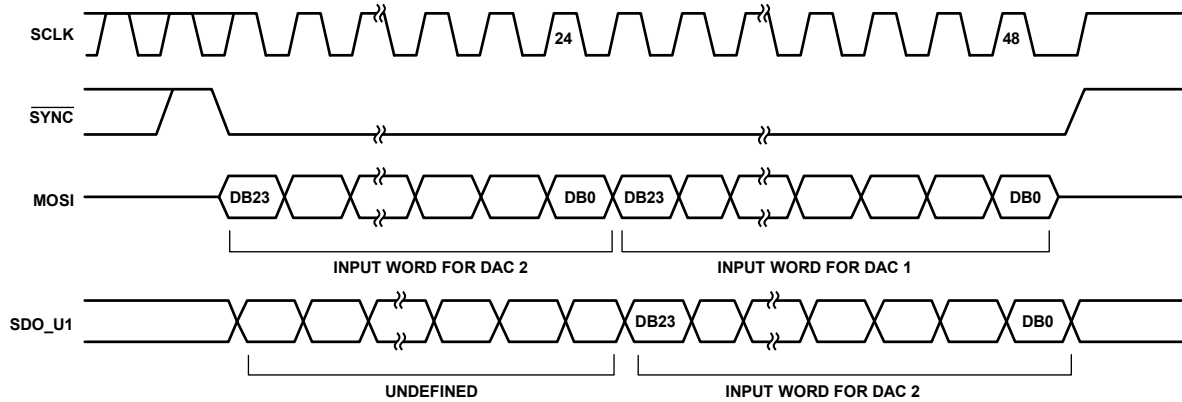 SCLK
24
48
SYNC
MOSI
DB23
DB0
DB23
DB0
INPUT WORD FOR DAC 2
INPUT WORD FOR DAC 1
SDO_U1
DB23
DB0
UNDEFINED
INPUT WORD FOR DAC 2